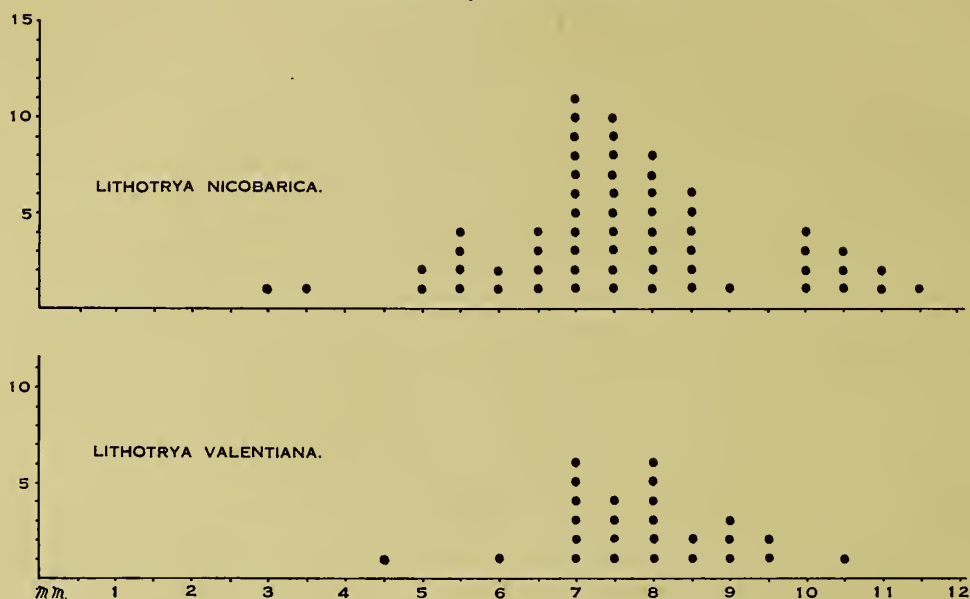 15
10
LITHOTRYA NICOBARICA.
5
10
LITHOTRYA VALENTIANA.
5
mm. 1 2 3 4 5 6 7 8 9 10 11 12